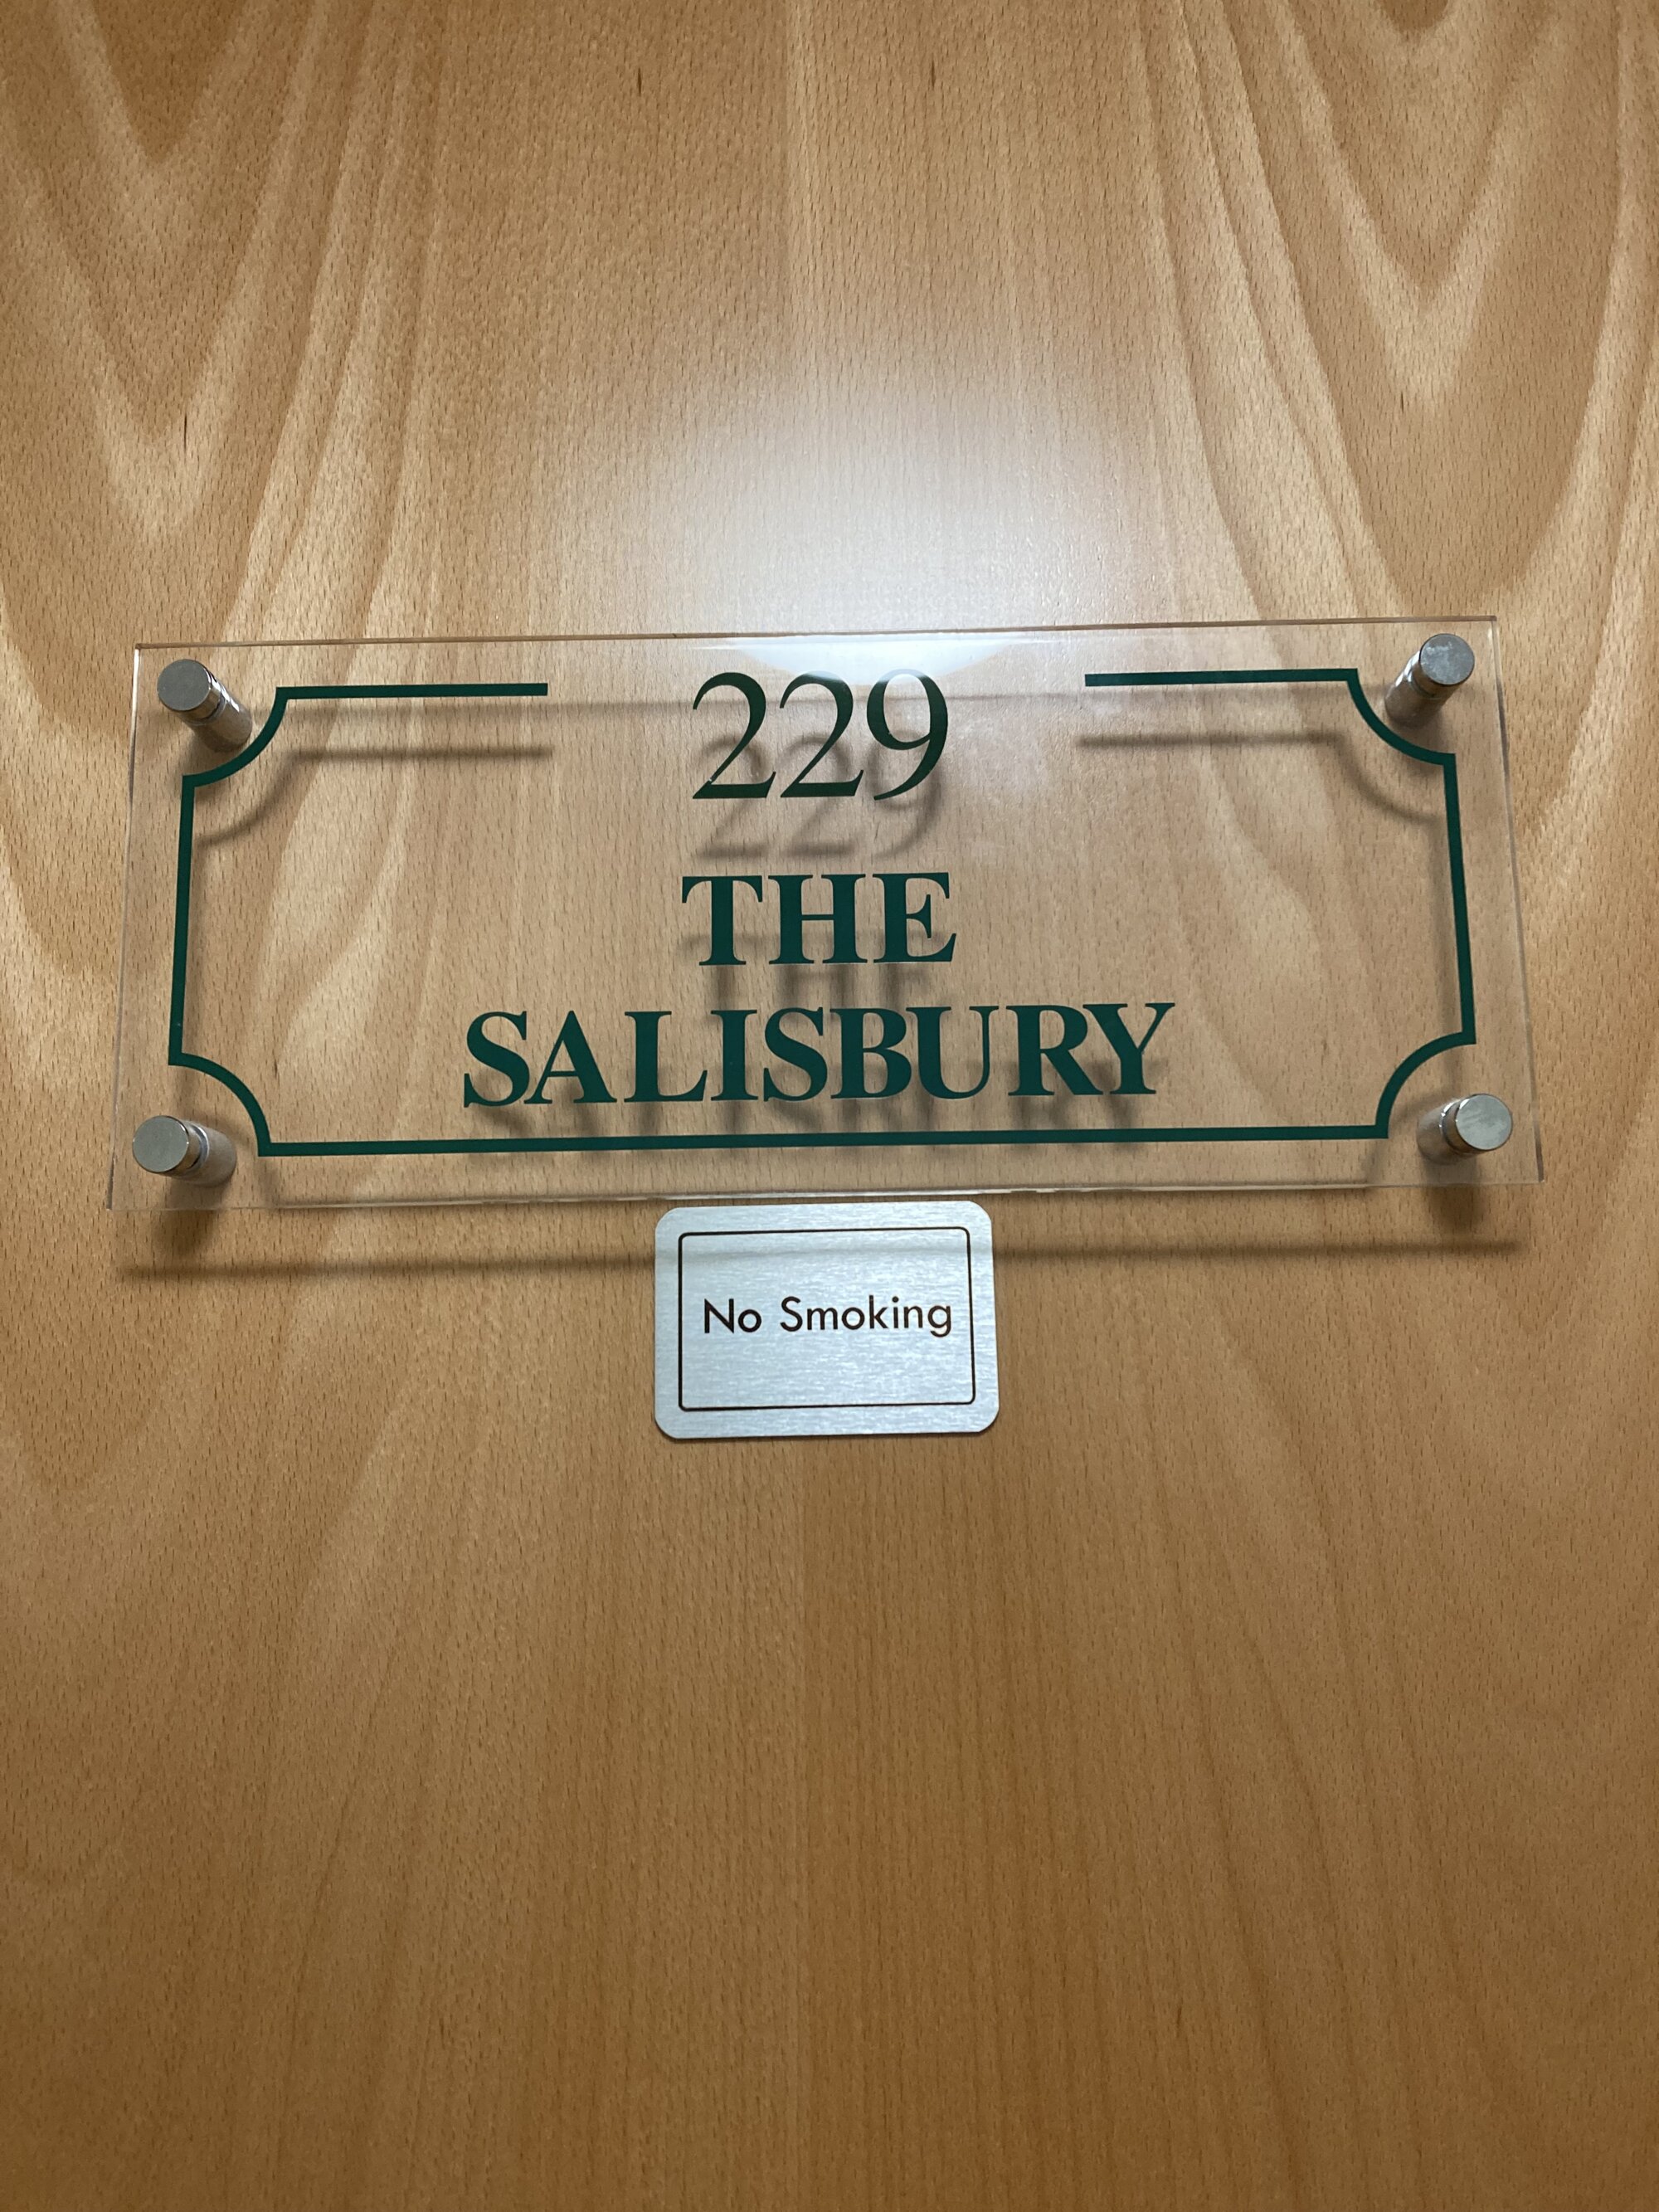 229
THE
SALISBURY
No Smoking